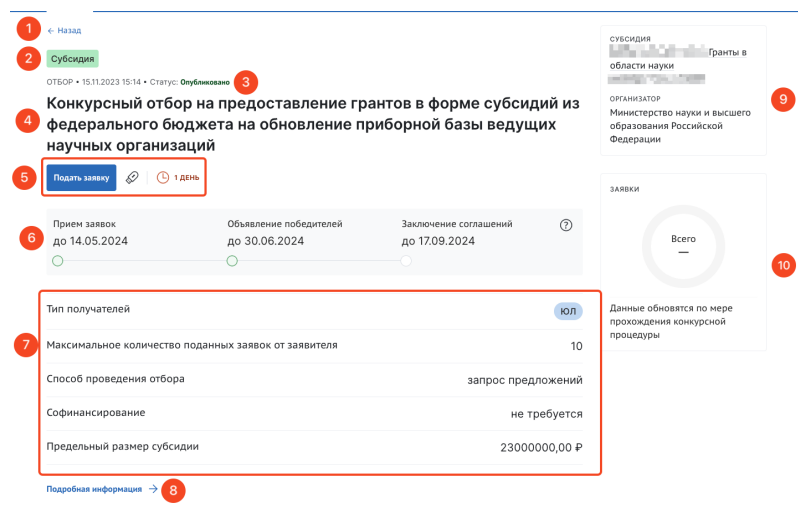 1 ← Назад
2 Субсидия
ОТБОР • 15.11.2023 15:14 • Статус: Опубликовано 3
4 Конкурсный отбор на предоставление грантов в форме субсидий из
федерального бюджета на обновление приборной базы ведущих
научных организаций
5 Подать заявку 1 ДЕНЬ
6
Прием заявок Объявление победителей Заключение соглашений ?
до 14.05.2024 до 30.06.2024 до 17.09.2024
7
Тип получателей ЮЛ
Максимальное количество поданных заявок от заявителя 10
Способ проведения отбора запрос предложений
Софинансирование не требуется
Предельный размер субсидии 23000000,00 ₽
Подробная информация → 8
СУБСИДИЯ
Гранты в
области науки
ОРГАНИЗАТОР
Министерство науки и высшего
образования Российской
Федерации
9
ЗАЯВКИ
Всего
—
10
Данные обновятся по мере
прохождения конкурсной
процедуры